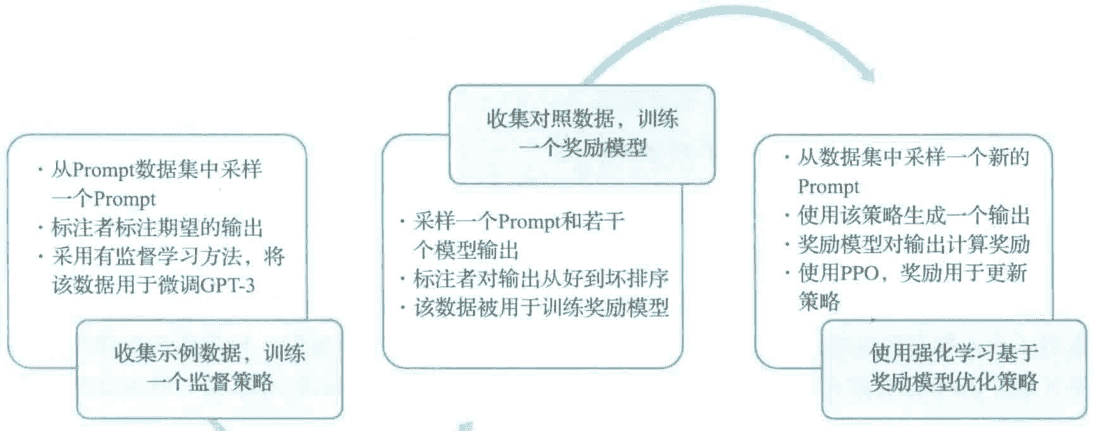 · 从Prompt数据集中采样
一个Prompt
· 标注者标注期望的输出
· 采用有监督学习方法，将
该数据用于微调GPT-3
收集示例数据，训练
一个监督策略
收集对照数据，训练
一个奖励模型
· 采样一个Prompt和若干
个模型输出
· 标注者对输出从好到坏排序
· 该数据被用于训练奖励模型
· 从数据集中采样一个新的
Prompt
· 使用该策略生成一个输出
· 奖励模型对输出计算奖励
· 使用PPO，奖励用于更新
策略
使用强化学习基于
奖励模型优化策略